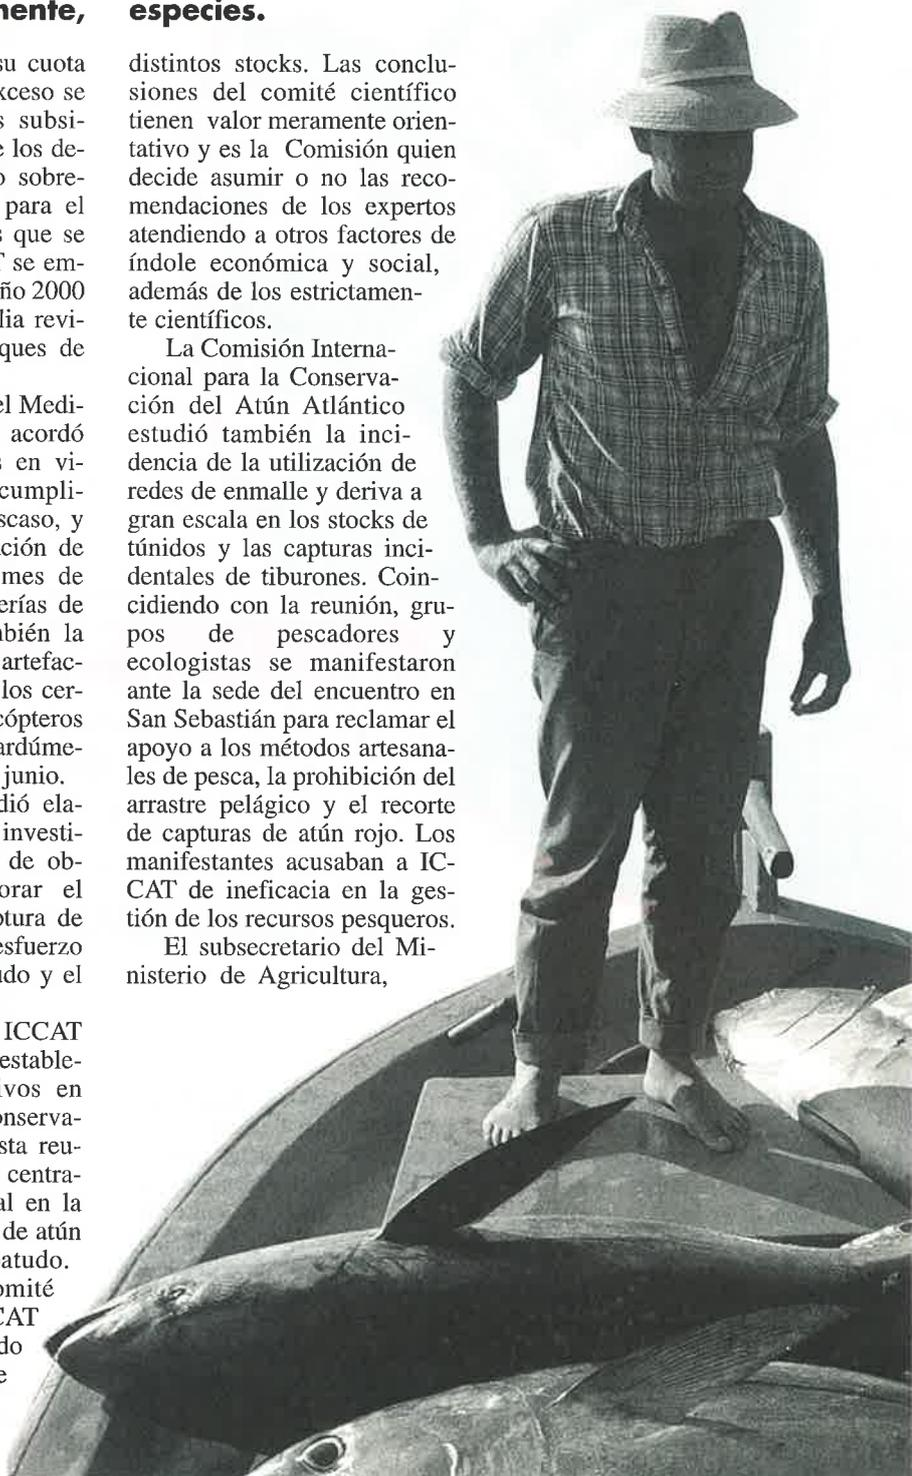 mente,
su cuota
xceso se
s subsi-
e los de-
o sobre-
para el
s que se
T se em-
ño 2000
lia revi-
ques de
el Medi-
acordó
s en vi-
cumpli-
scaso, y
ción de
mes de
erías de
mbién la
artefac-
los cer-
cópteros
ardúme-
junio.
dió ela-
investi-
de ob-
orar el
ptura de
esfuerzo
udo y el
ICCAT
estable-
ivos en
onserva-
sta reu-
centra-
al en la
de atún
atudo.
omité
CAT
do
e
especies.
distintos stocks. Las conclu-
siones del comité científico
tienen valor meramente orien-
tativo y es la Comisión quien
decide asumir o no las reco-
mendaciones de los expertos
atendiendo a otros factores de
índole económica y social,
además de los estrictamen-
te científicos.
La Comisión Interna-
cional para la Conserva-
ción del Atún Atlántico
estudió también la inci-
dencia de la utilización de
redes de enmalle y deriva a
gran escala en los stocks de
túnidos y las capturas inci-
dentales de tiburones. Coin-
cidiendo con la reunión, gru-
pos de pescadores y
ecologistas se manifestaron
ante la sede del encuentro en
San Sebastián para reclamar el
apoyo a los métodos artesana-
les de pesca, la prohibición del
arrastre pelágico y el recorte
de capturas de atún rojo. Los
manifestantes acusaban a IC-
CAT de ineficacia en la ges-
tión de los recursos pesqueros.
El subsecretario del Mi-
nisterio de Agricultura,